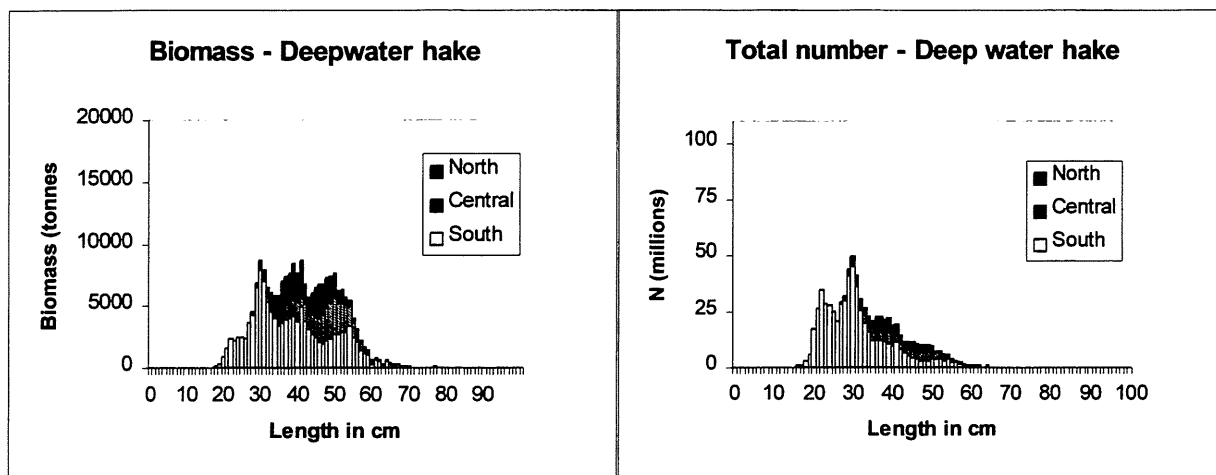 Biomass - Deepwater hake
20000
15000
10000
5000
0
Biomass (tonnes
North
Central
South
0 10 20 30 40 50 60 70 80 90
Length in cm
Total number - Deep water hake
100
75
50
25
0
N (millions)
North
Central
South
0 10 20 30 40 50 60 70 80 90 100
Length in cm